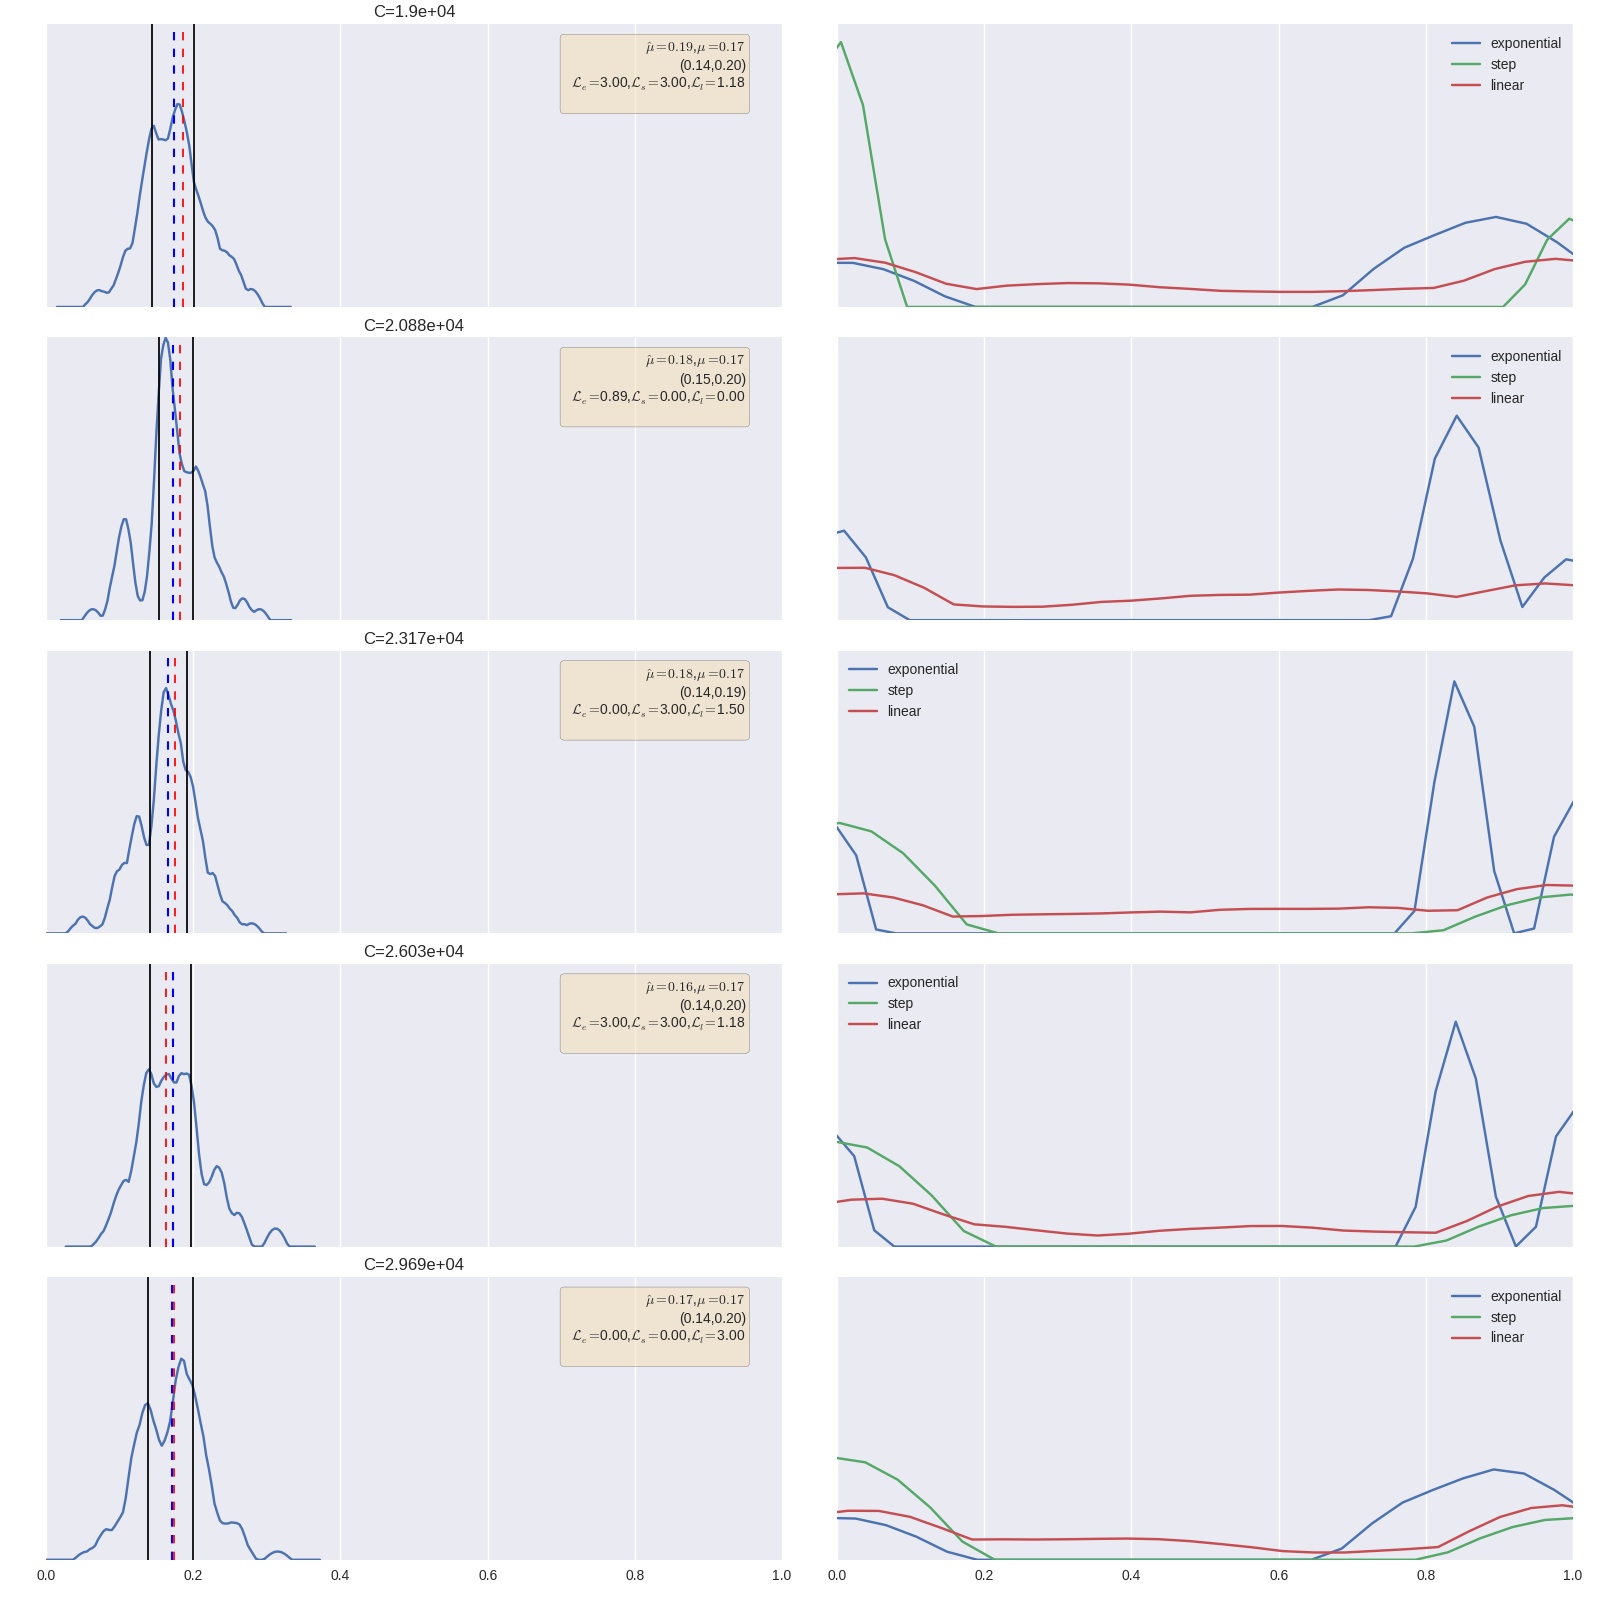 C=1.9e+04
μ̂=0.19,μ=0.17
(0.14,0.20)
ℒₑ=3.00,ℒₛ=3.00,ℒₗ=1.18
exponential
step
linear
C=2.088e+04
μ̂=0.18,μ=0.17
(0.15,0.20)
ℒₑ=0.89,ℒₛ=0.00,ℒₗ=0.00
exponential
step
linear
C=2.317e+04
μ̂=0.18,μ=0.17
(0.14,0.19)
ℒₑ=0.00,ℒₛ=3.00,ℒₗ=1.50
exponential
step
linear
C=2.603e+04
μ̂=0.16,μ=0.17
(0.14,0.20)
ℒₑ=3.00,ℒₛ=3.00,ℒₗ=1.18
exponential
step
linear
C=2.969e+04
μ̂=0.17,μ=0.17
(0.14,0.20)
ℒₑ=0.00,ℒₛ=0.00,ℒₗ=3.00
exponential
step
linear
0.0 0.2 0.4 0.6 0.8 1.0
0.0 0.2 0.4 0.6 0.8 1.0